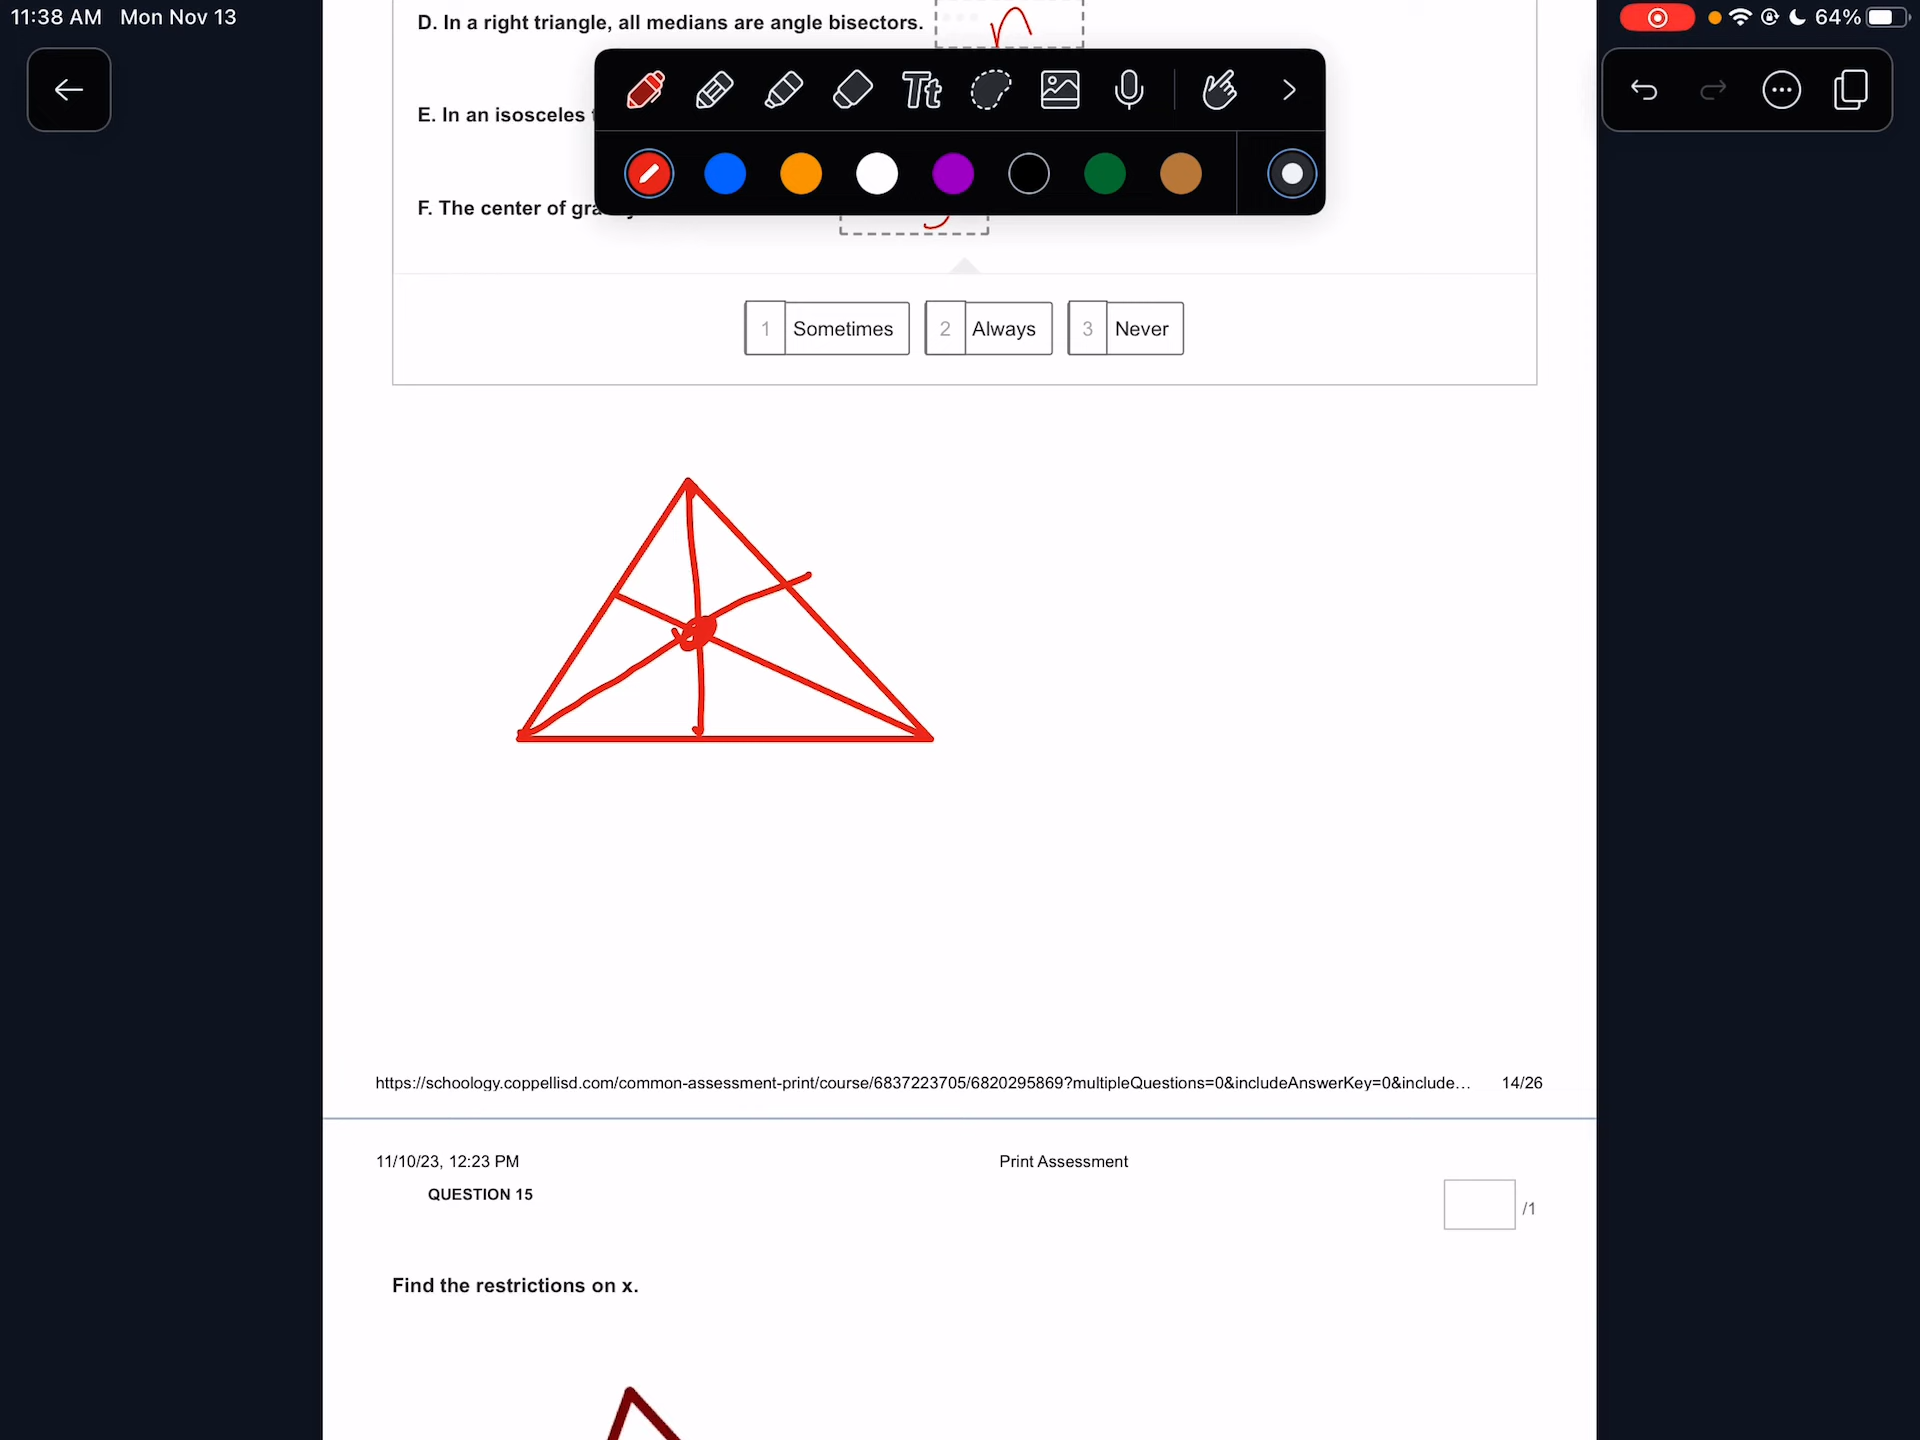 11:38 AM Mon Nov 13
64%
D. In a right triangle, all medians are angle bisectors. n
Tt
E. In an isosceles
F. The center of gra
1 Sometimes 2 Always 3 Never
https://schoology.coppellisd.com/common-assessment-print/course/6837223705/6820295869?multipleQuestions=0&includeAnswerKey=0&include... 14/26
11/10/23, 12:23 PM Print Assessment
QUESTION 15
/1
Find the restrictions on x.